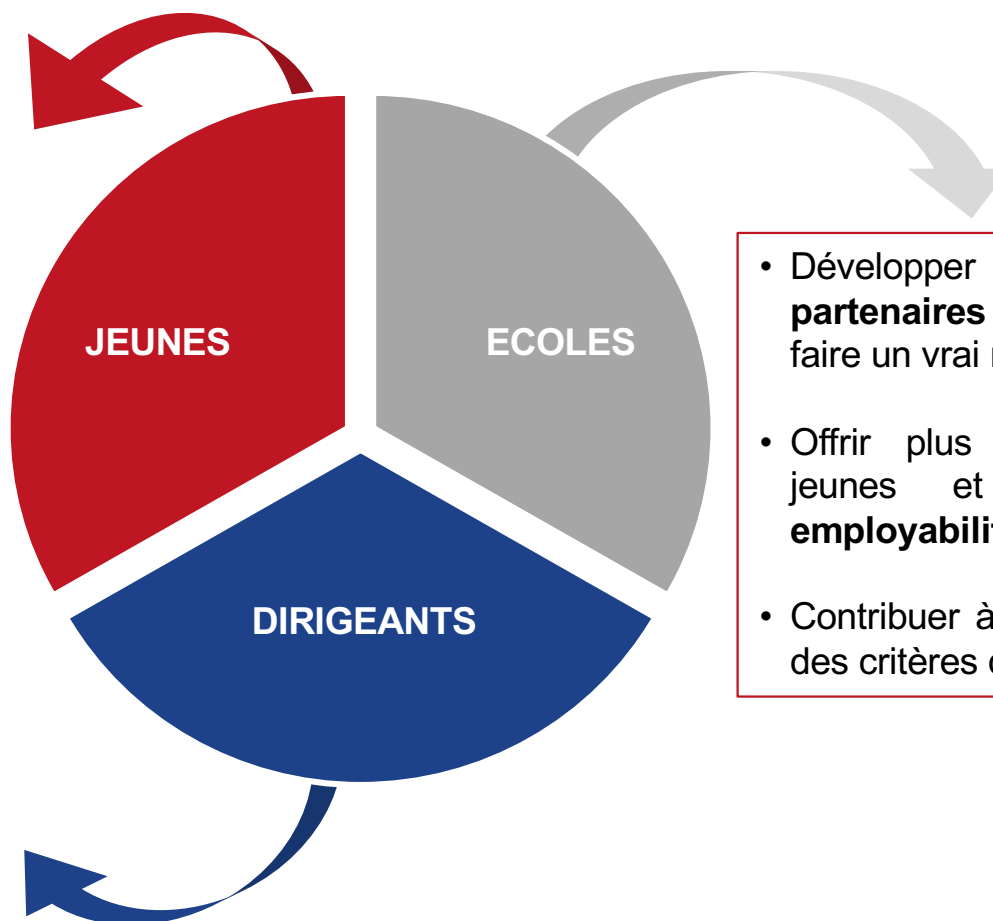 JEUNES
ECOLES
DIRIGEANTS
• Développer
partenaires
faire un vrai
• Offrir plus
jeunes et
• Contribuer à
des critères